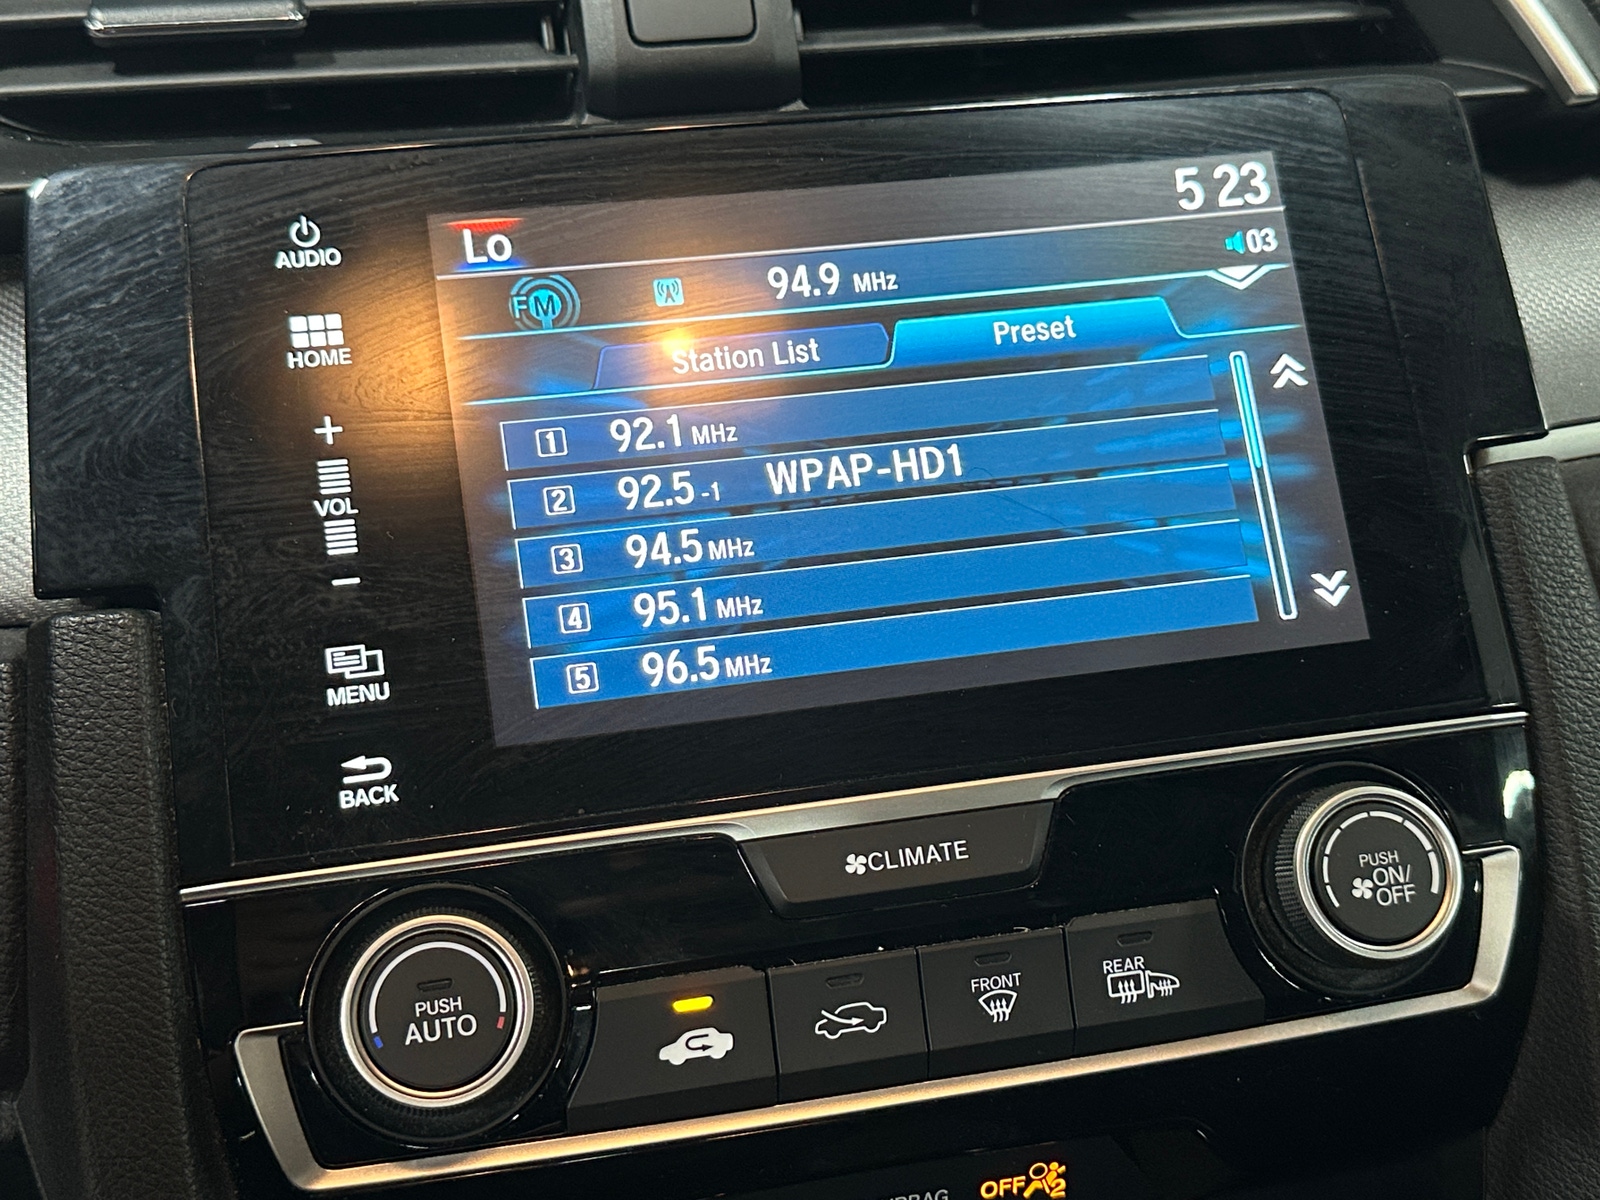 5 23
Lo
03
FM
94.9 MHz
Station List
Preset
1 92.1 MHz
2 92.5 -1 WPAP-HD1
3 94.5 MHz
4 95.1 MHz
5 96.5 MHz
AUDIO
HOME
+
VOL
-
MENU
BACK
CLIMATE
PUSH
AUTO
FRONT
REAR
PUSH
ON/
OFF
OFF 2